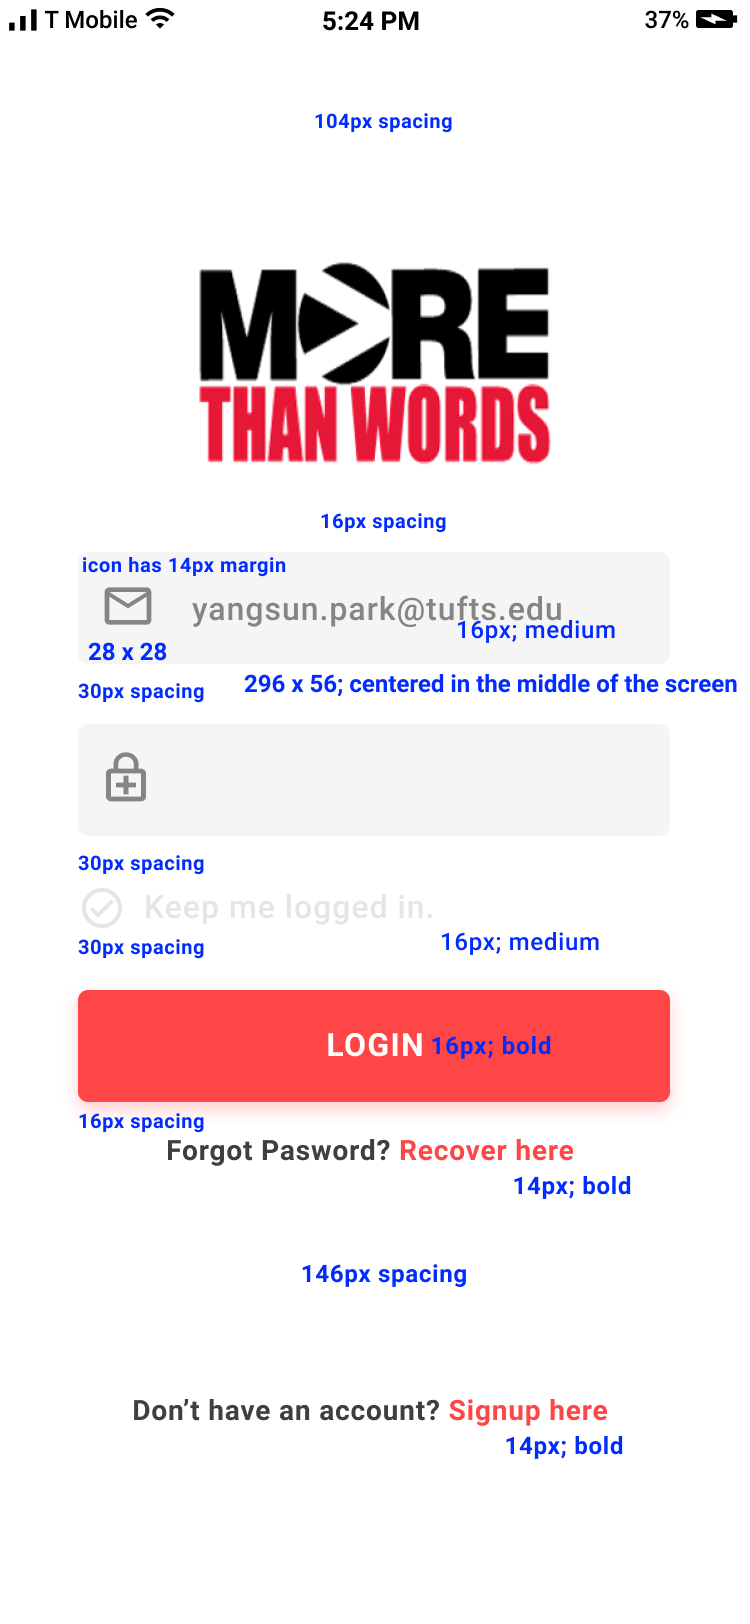 T Mobile 5:24 PM 37%
104px spacing
MORE
THAN WORDS
16px spacing
icon has 14px margin
yangsun.park@tufts.edu
16px; medium
28 x 28
296 x 56; centered in the middle of the screen
30px spacing
30px spacing
Keep me logged in.
16px; medium
30px spacing
LOGIN 16px; bold
16px spacing
Forgot Pasword? Recover here
14px; bold
146px spacing
Don’t have an account? Signup here
14px; bold